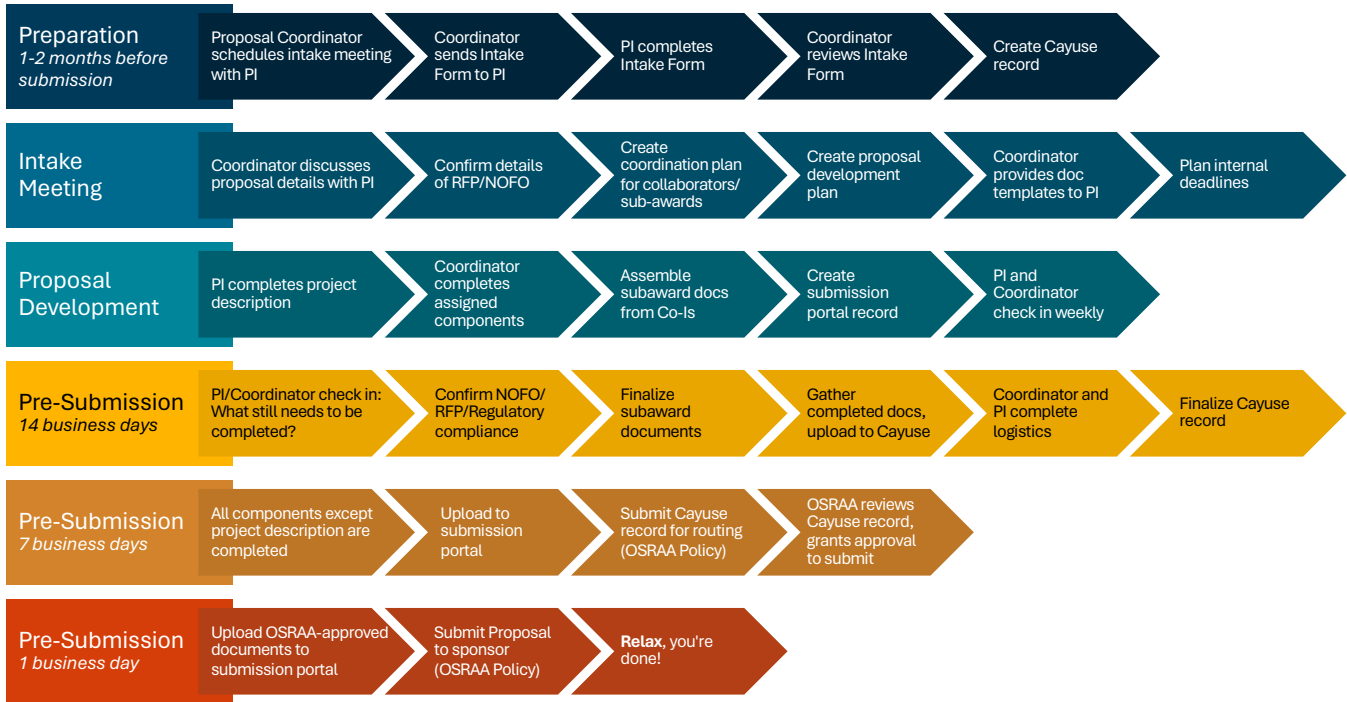 Preparation
1-2 months before
submission
Proposal Coordinator
schedules intake meeting
with PI
Coordinator
sends Intake
Form to PI
PI completes
Intake Form
Coordinator
reviews Intake
Form
Create Cayuse
record
Intake
Meeting
Coordinator discusses
proposal details with PI
Confirm details
of RFP/NOFO
Create
coordination plan
for collaborators/
sub-awards
Create proposal
development
plan
Coordinator
provides doc
templates to PI
Plan internal
deadlines
Proposal
Development
PI completes project
description
Coordinator
completes
assigned
components
Assemble
subaward docs
from Co-Is
Create
submission
portal record
PI and
Coordinator
check in weekly
Pre-Submission
14 business days
PI/Coordinator check in:
What still needs to be
completed?
Confirm NOFO/
RFP/Regulatory
compliance
Finalize
subaward
documents
Gather
completed docs,
upload to Cayuse
Coordinator and
PI complete
logistics
Finalize Cayuse
record
Pre-Submission
7 business days
All components except
project description are
completed
Upload to
submission
portal
Submit Cayuse
record for routing
(OSRAA Policy)
OSRAA reviews
Cayuse record,
grants approval
to submit
Pre-Submission
1 business day
Upload OSRAA-approved
documents to
submission portal
Submit Proposal
to sponsor
(OSRAA Policy)
Relax, you're
done!